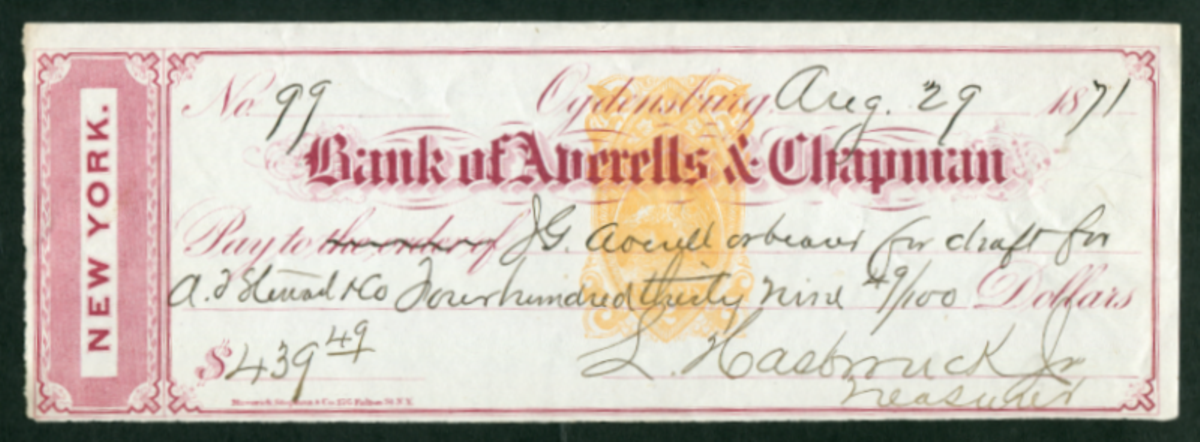 NEW YORK.
No. 99 Ogdensburg Aug. 29 1871
Bank of Averells & Chapman
Pay to the order of J G. Averell or bearer for draft for
A. T Stewart & Co Four hundred thirty nine 49/100 Dollars
$439 49
L. Hasbrouck Jr
Treasurer